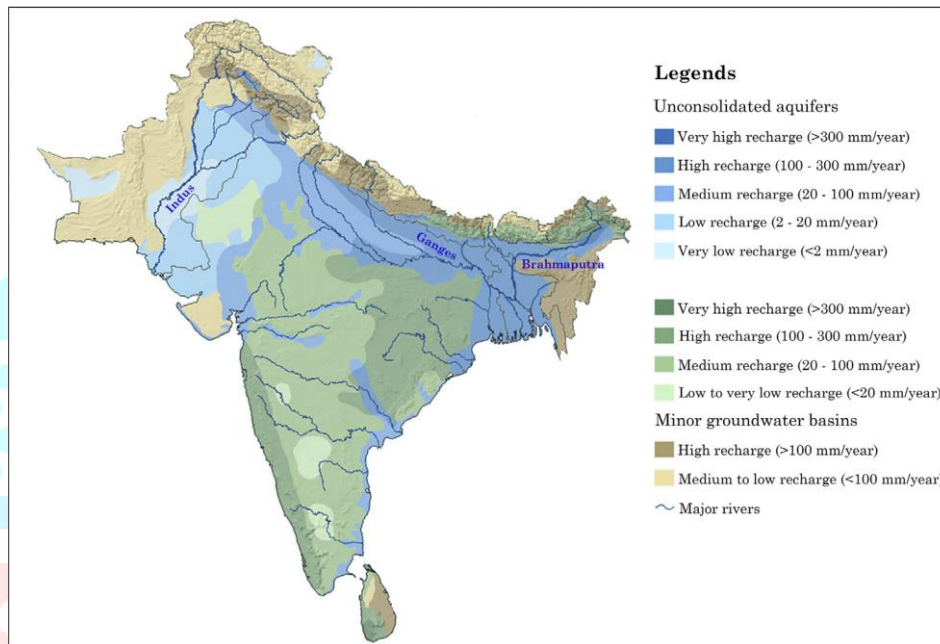 Legends
Unconsolidated aquifers
Very high recharge (>300 mm/year)
High recharge (100 - 300 mm/year)
Medium recharge (20 - 100 mm/year)
Low recharge (2 - 20 mm/year)
Very low recharge (<2 mm/year)
Very high recharge (>300 mm/year)
High recharge (100 - 300 mm/year)
Medium recharge (20 - 100 mm/year)
Low to very low recharge (<20 mm/year)
Minor groundwater basins
High recharge (>100 mm/year)
Medium to low recharge (<100 mm/year)
Major rivers
Indus
Ganges
Brahmaputra